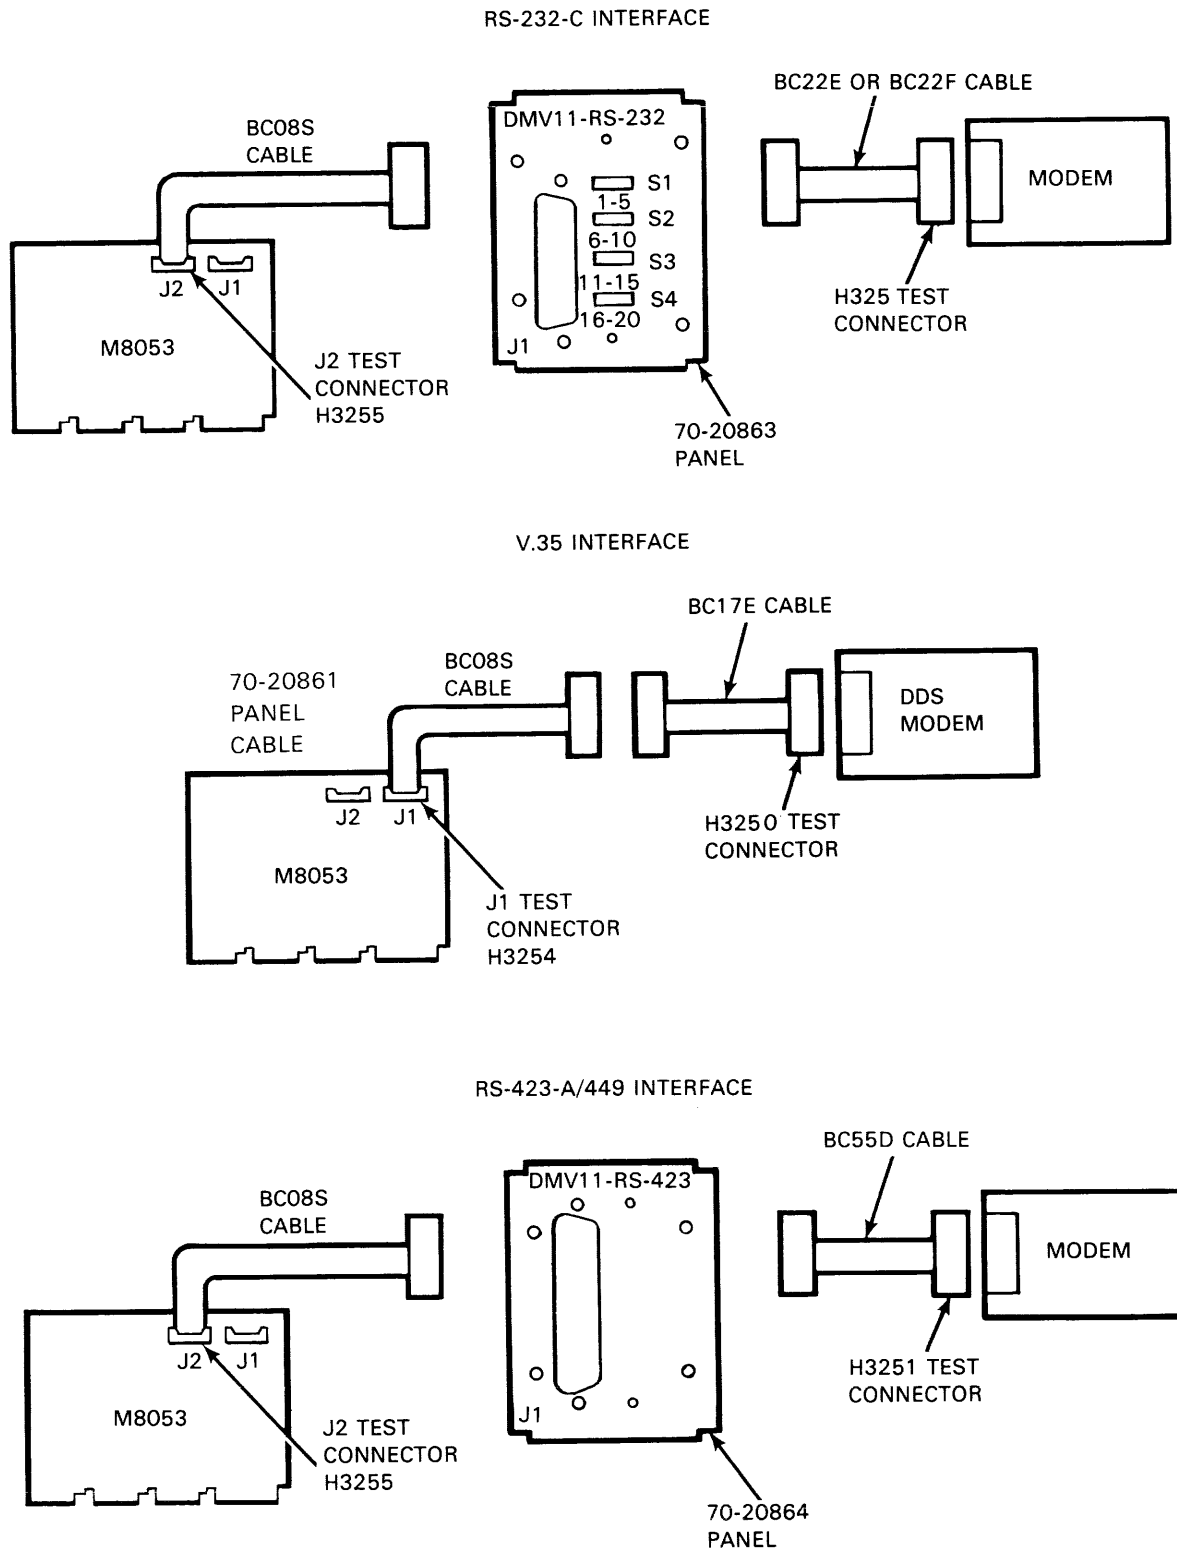 RS-232-C INTERFACE
BC22E OR BC22F CABLE
BC08S
CABLE
DMV11-RS-232
S1
1-5
S2
6-10
S3
11-15
S4
16-20
J1
MODEM
J2
J1
M8053
J2 TEST
CONNECTOR
H3255
H325 TEST
CONNECTOR
70-20863
PANEL
V.35 INTERFACE
BC17E CABLE
70-20861
PANEL
CABLE
BC08S
CABLE
DDS
MODEM
J2
J1
M8053
H3250 TEST
CONNECTOR
J1 TEST
CONNECTOR
H3254
RS-423-A/449 INTERFACE
BC55D CABLE
BC08S
CABLE
DMV11-RS-423
J1
MODEM
J2
J1
M8053
J2 TEST
CONNECTOR
H3255
H3251 TEST
CONNECTOR
70-20864
PANEL